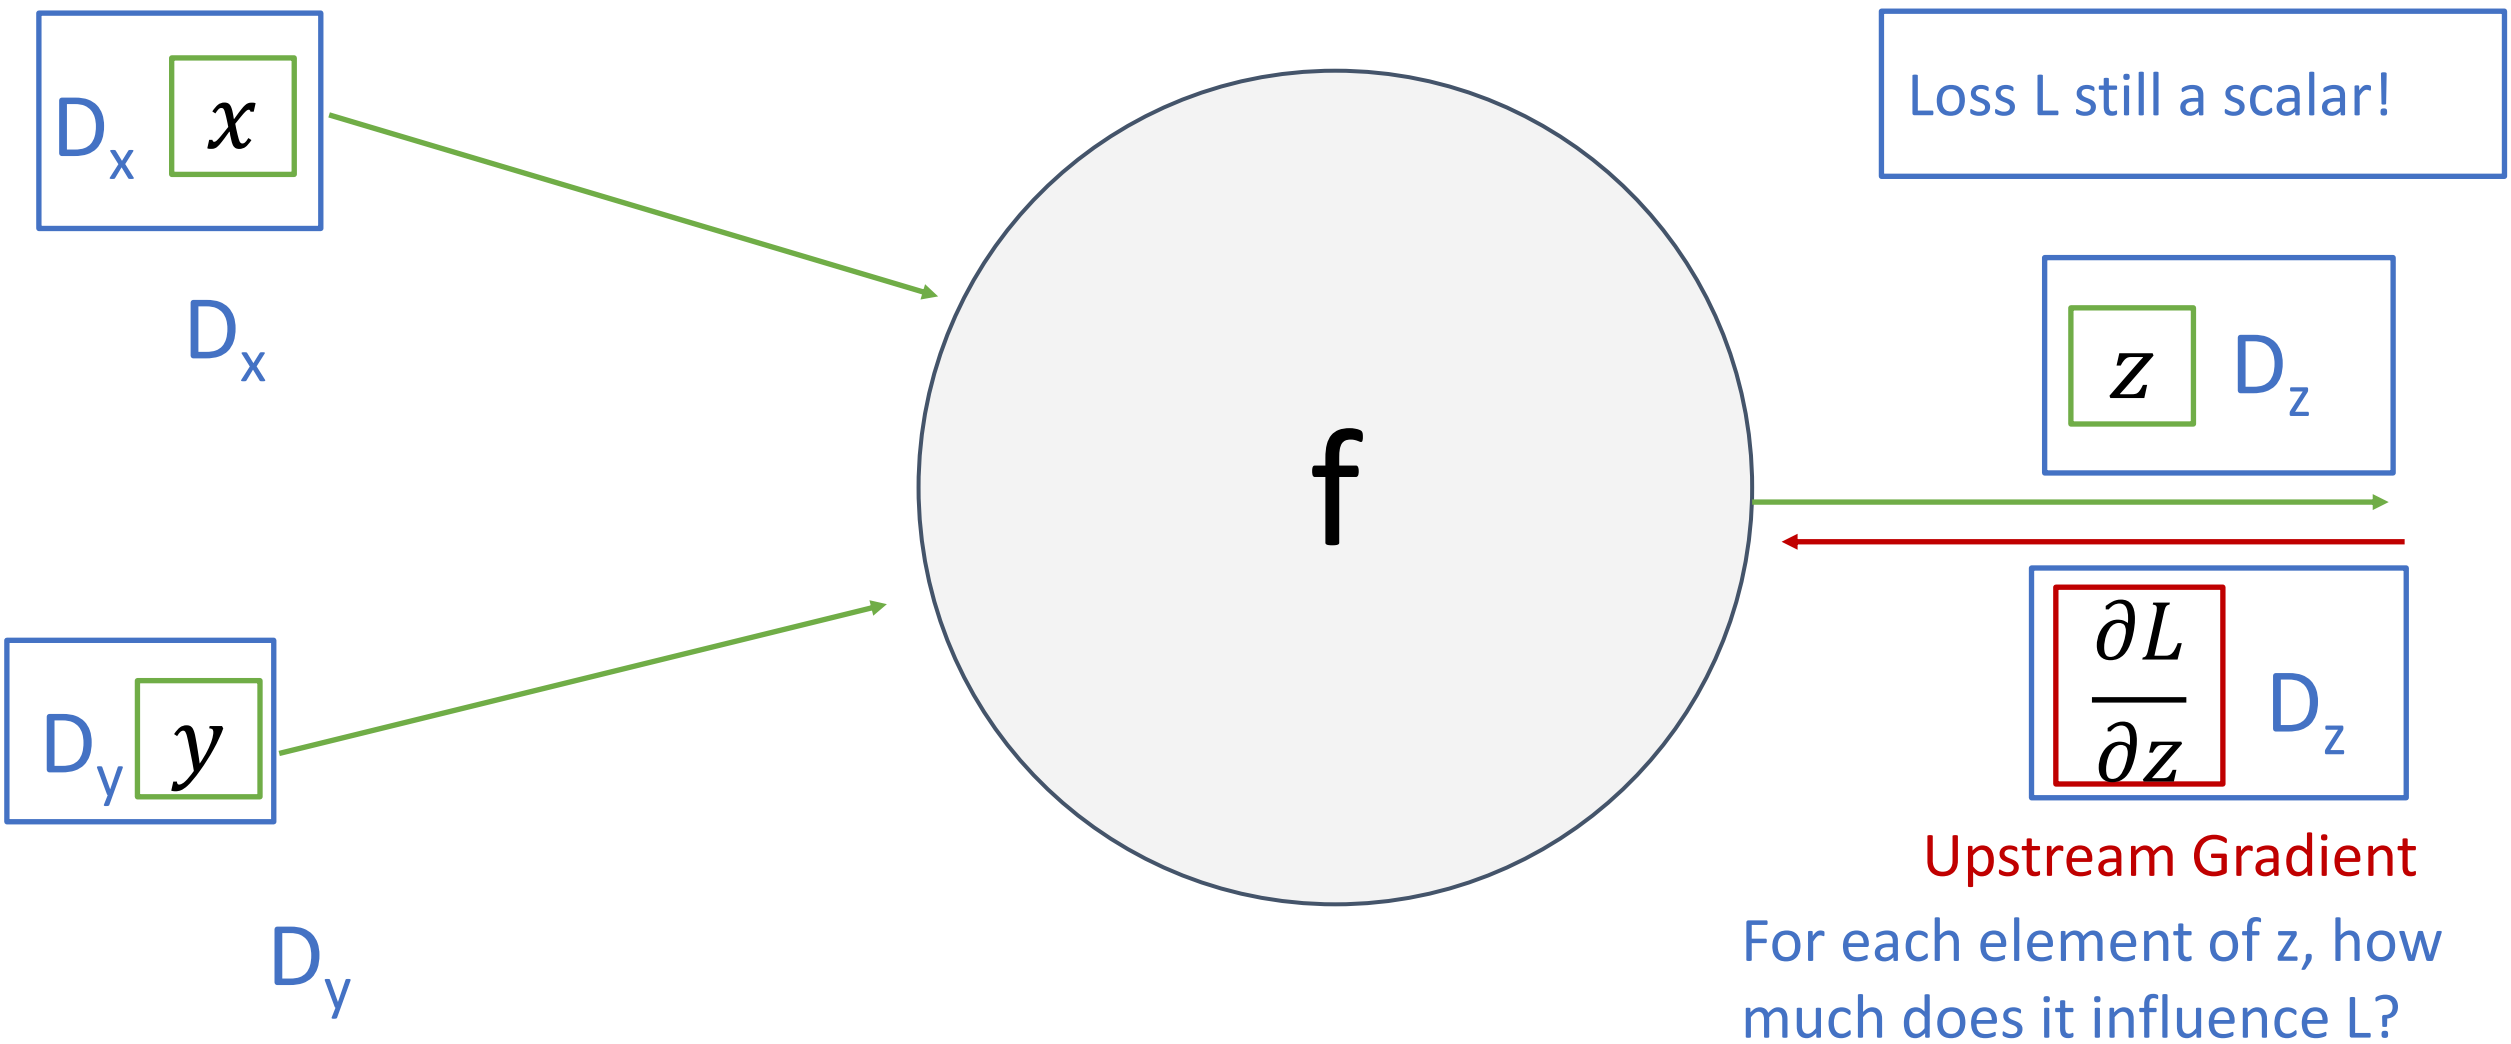 Dx x
Dx
Dy y
Dy
f
Loss L still a scalar!
z Dz
∂L
∂z
Dz
Upstream Gradient
For each element of z, how
much does it influence L?